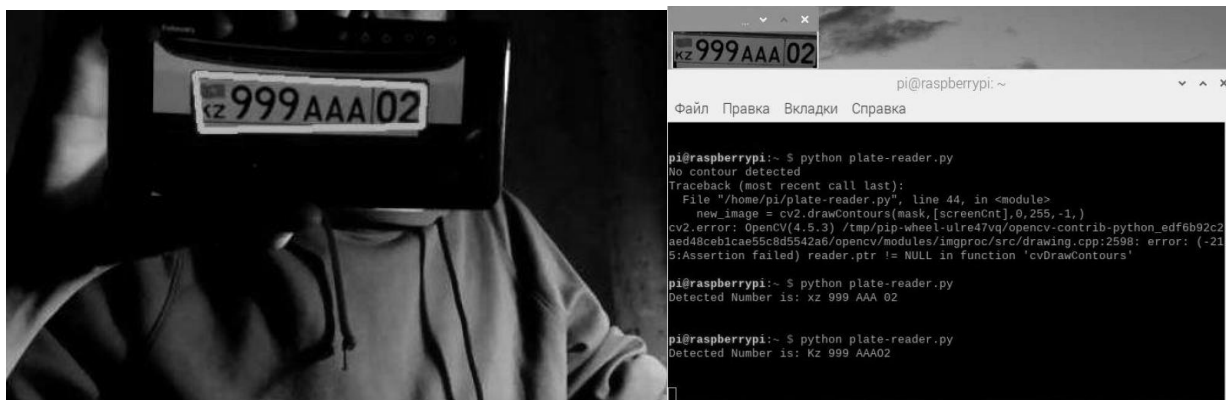 February
KZ 999 AAA 02
KZ 999 AAA 02
pi@raspberrypi: ~
Файл Правка Вкладки Справка
pi@raspberrypi:~ $ python plate-reader.py
No contour detected
Traceback (most recent call last):
File "/home/pi/plate-reader.py", line 44, in <module>
new_image = cv2.drawContours(mask,[screenCnt],0,255,-1,)
cv2.error: OpenCV(4.5.3) /tmp/pip-wheel-ulre47vq/opencv-contrib-python_edf6b92c2
aed48ceb1cae55c8d5542a6/opencv/modules/imgproc/src/drawing.cpp:2598: error: (-21
5:Assertion failed) reader.ptr != NULL in function 'cvDrawContours'
pi@raspberrypi:~ $ python plate-reader.py
Detected Number is: xz 999 AAA 02
pi@raspberrypi:~ $ python plate-reader.py
Detected Number is: Kz 999 AAAO2